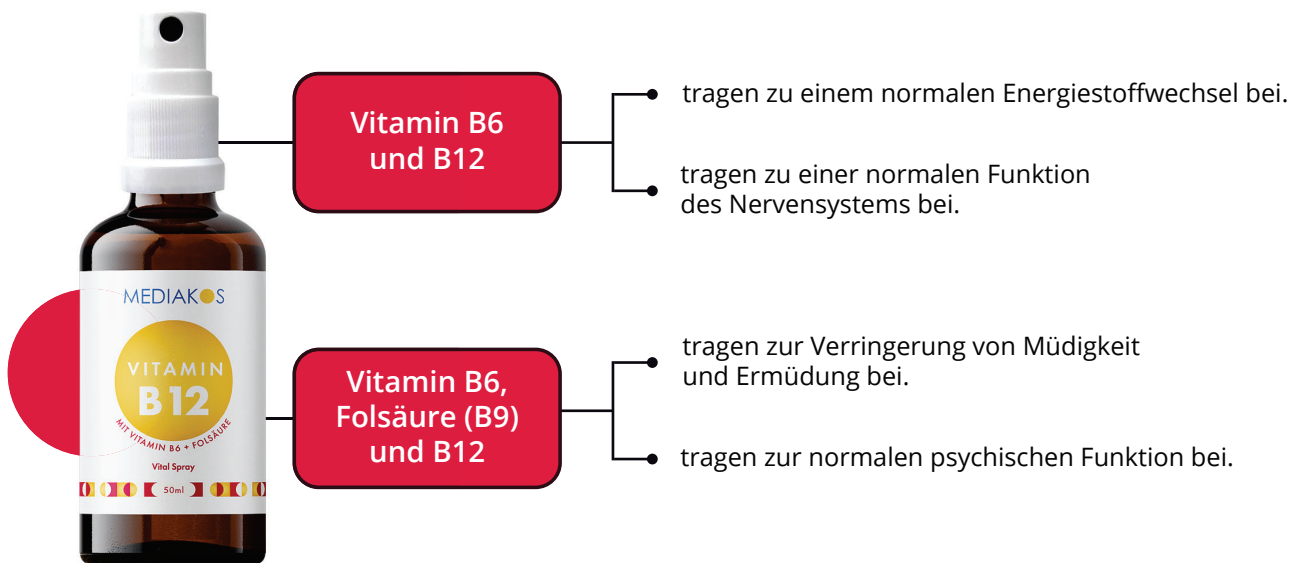 Vitamin B6
und B12
tragen zu einem normalen Energiestoffwechsel bei.
tragen zu einer normalen Funktion
des Nervensystems bei.
MEDIAKOS
VITAMIN
B12
MIT VITAMIN B6 + FOLSÄURE
Vital Spray
50ml
Vitamin B6,
Folsäure (B9)
und B12
tragen zur Verringerung von Müdigkeit
und Ermüdung bei.
tragen zur normalen psychischen Funktion bei.